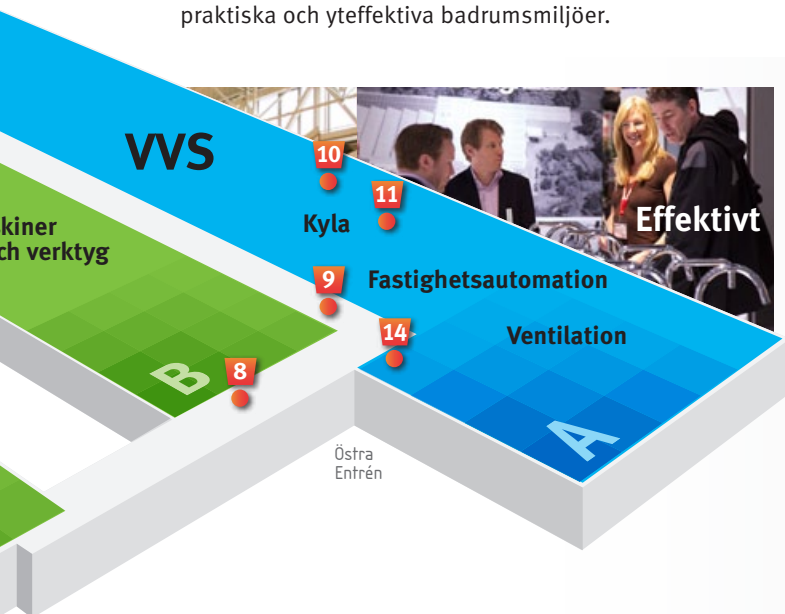 praktiska och yteffektiva badrumsmiljöer.
VVS
10
11
Kyla
Effektivt
kiner
ch verktyg
9
Fastighetsautomation
14
Ventilation
B
8
A
Östra
Entrén